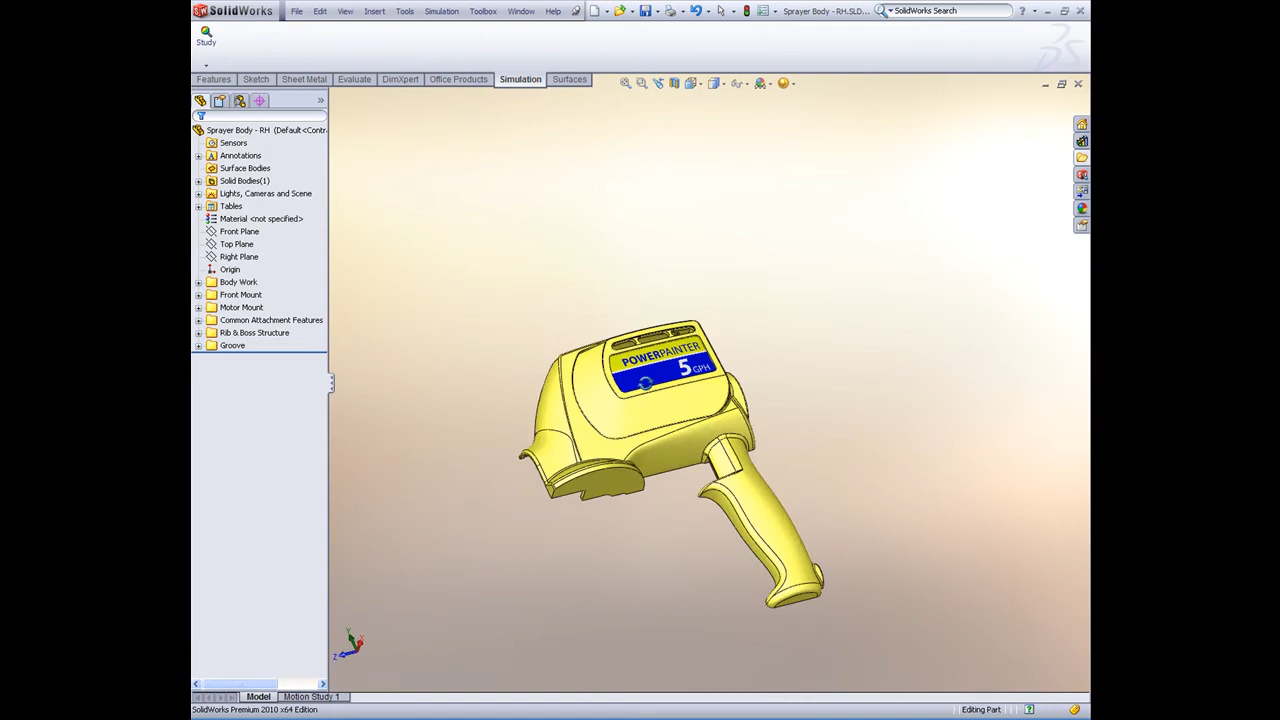 SolidWorks File Edit View Insert Tools Simulation Toolbox Window Help Sprayer Body - RH.SLD... SolidWorks Search
Study
Features Sketch Sheet Metal Evaluate DimXpert Office Products Simulation Surfaces
Sprayer Body - RH (Default<Contr
Sensors
Annotations
Surface Bodies
Solid Bodies(1)
Lights, Cameras and Scene
Tables
Material <not specified>
Front Plane
Top Plane
Right Plane
Origin
Body Work
Front Mount
Motor Mount
Common Attachment Features
Rib & Boss Structure
Groove
POWERPAINTER
5 GPH
Y
X
Z
Model Motion Study 1
SolidWorks Premium 2010 x64 Edition Editing Part